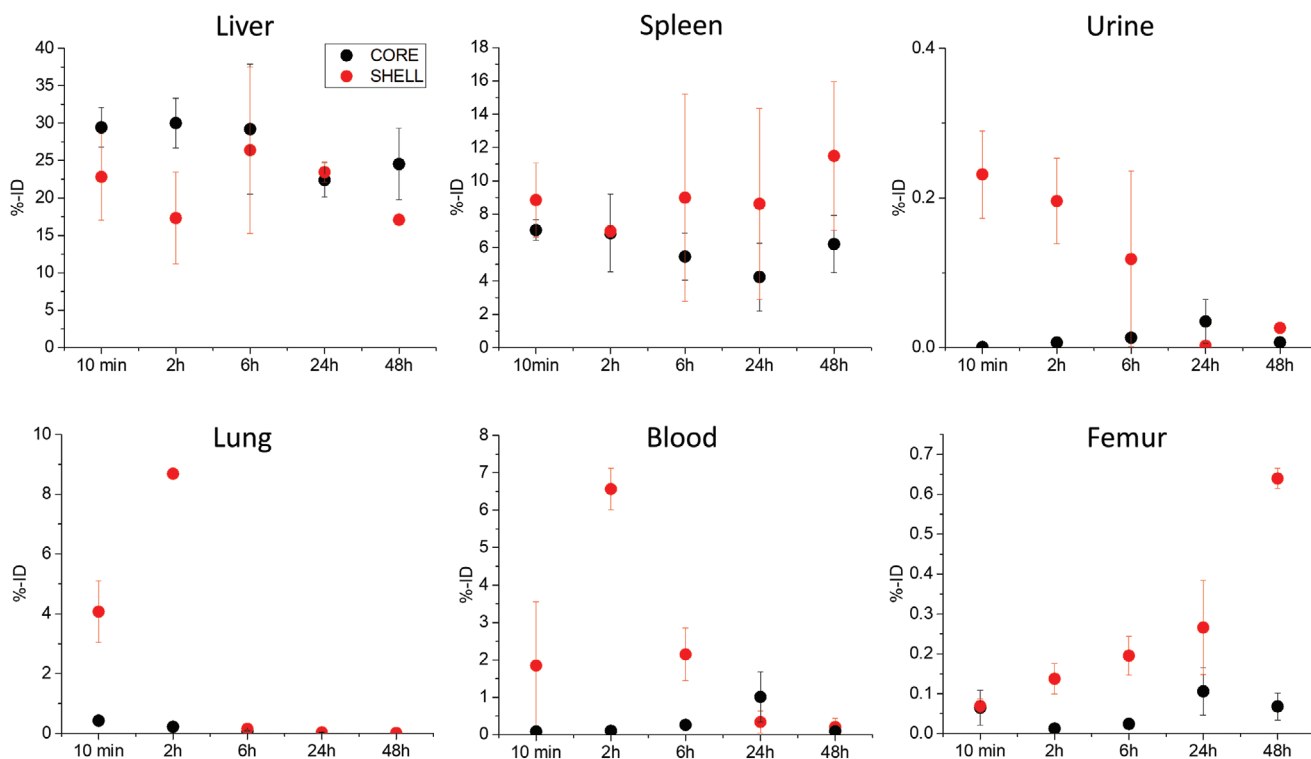 Liver
CORE
SHELL
%-ID
40
35
30
25
20
15
10
5
0
10 min 2h 6h 24h 48h
Spleen
%-ID
18
16
14
12
10
8
6
4
2
0
10min 2h 6h 24h 48h
Urine
%-ID
0.4
0.2
0.0
10 min 2h 6h 24h 48h
Lung
%-ID
10
8
6
4
2
0
10 min 2h 6h 24h 48h
Blood
%-ID
8
7
6
5
4
3
2
1
0
10 min 2h 6h 24h 48h
Femur
%-ID
0.7
0.6
0.5
0.4
0.3
0.2
0.1
0.0
10 min 2h 6h 24h 48h